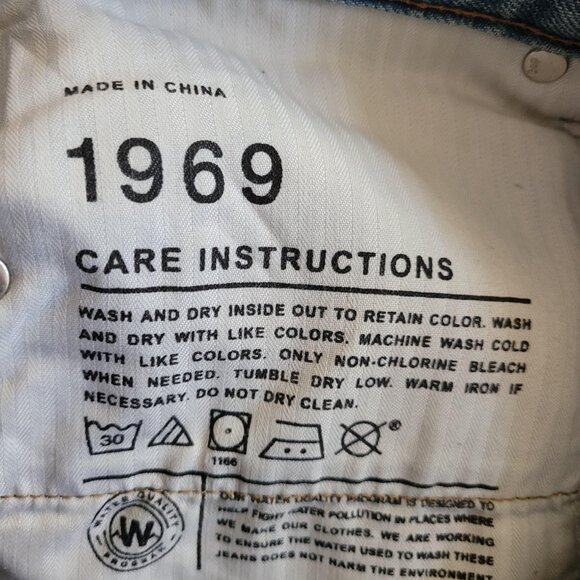 MADE IN CHINA
1969
CARE INSTRUCTIONS
WASH AND DRY INSIDE OUT TO RETAIN COLOR. WASH
AND DRY WITH LIKE COLORS. MACHINE WASH COLD
WITH LIKE COLORS. ONLY NON-CHLORINE BLEACH
WHEN NEEDED. TUMBLE DRY LOW. WARM IRON IF
NECESSARY. DO NOT DRY CLEAN.
30
®
1166
WATER QUALITY
W
PROGRAM
OUR WATER QUALITY PROGRAM IS DESIGNED TO
HELP FIGHT WATER POLLUTION IN PLACES WHERE
WE MAKE OUR CLOTHES. WE ARE WORKING
TO ENSURE THE WATER USED TO WASH THESE
JEANS DOES NOT HARM THE ENVIRONMENT